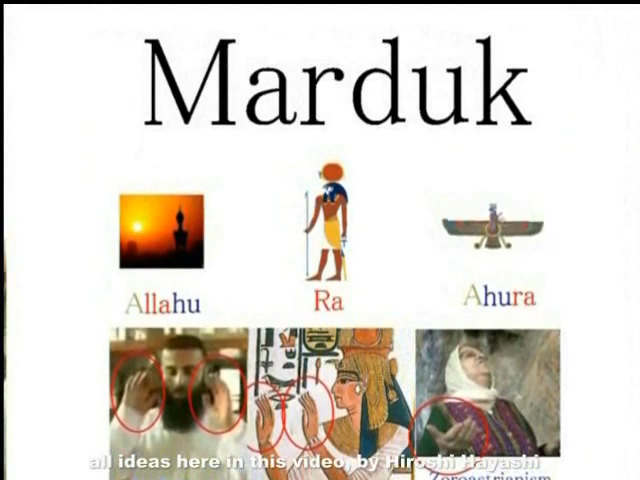 Marduk
Allahu
Ra
Ahura
all ideas here in this video, by Hiroshi Hayashi
Zoroastrianism